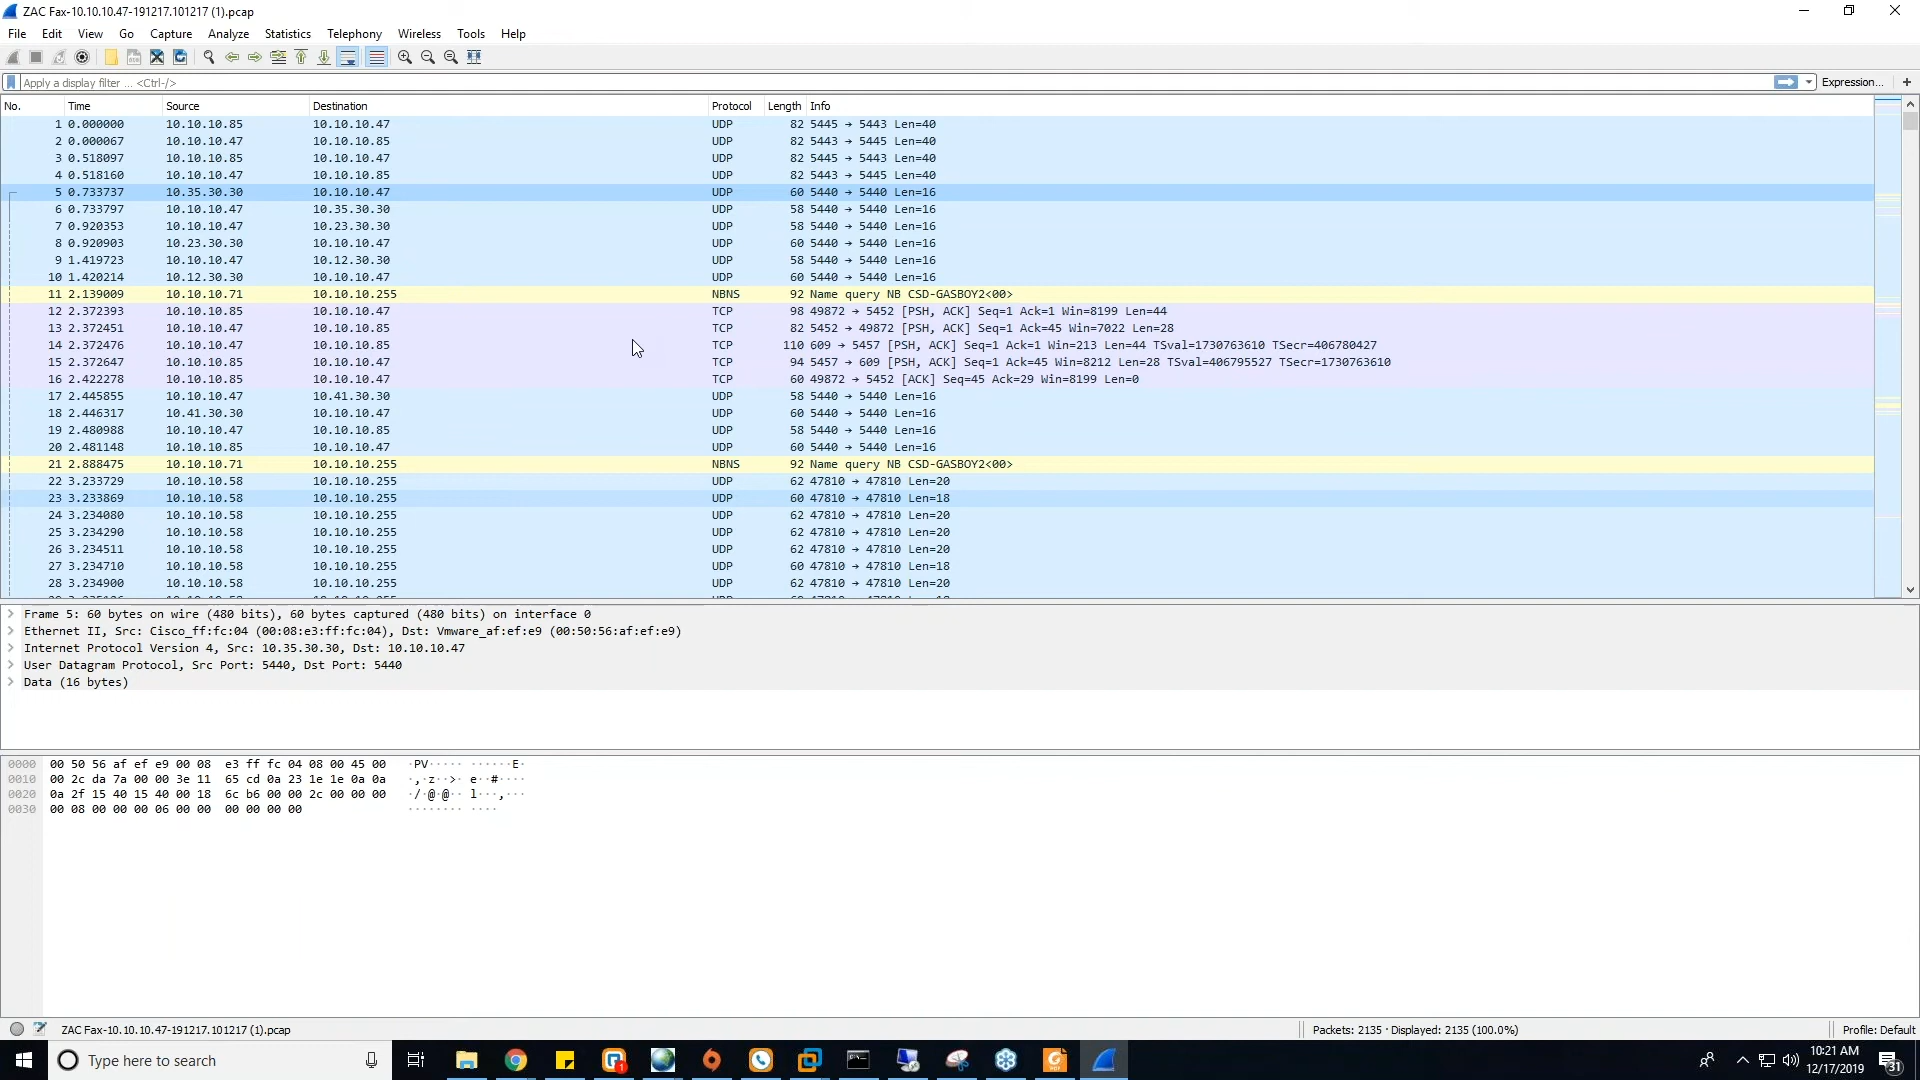 ZAC Fax-10.10.10.47-191217.101217 (1).pcap
File Edit View Go Capture Analyze Statistics Telephony Wireless Tools Help
Apply a display filter ... <Ctrl-/> Expression... +
No. Time Source Destination Protocol Length Info
1 0.000000 10.10.10.85 10.10.10.47 UDP 82 5445 → 5443 Len=40
2 0.000067 10.10.10.47 10.10.10.85 UDP 82 5443 → 5445 Len=40
3 0.518097 10.10.10.85 10.10.10.47 UDP 82 5445 → 5443 Len=40
4 0.518160 10.10.10.47 10.10.10.85 UDP 82 5443 → 5445 Len=40
5 0.733737 10.35.30.30 10.10.10.47 UDP 60 5440 → 5440 Len=16
6 0.733797 10.10.10.47 10.35.30.30 UDP 58 5440 → 5440 Len=16
7 0.920353 10.10.10.47 10.23.30.30 UDP 58 5440 → 5440 Len=16
8 0.920903 10.23.30.30 10.10.10.47 UDP 60 5440 → 5440 Len=16
9 1.419723 10.10.10.47 10.12.30.30 UDP 58 5440 → 5440 Len=16
10 1.420214 10.12.30.30 10.10.10.47 UDP 60 5440 → 5440 Len=16
11 2.139009 10.10.10.71 10.10.10.255 NBNS 92 Name query NB CSD-GASBOY2<00>
12 2.372393 10.10.10.85 10.10.10.47 TCP 98 49872 → 5452 [PSH, ACK] Seq=1 Ack=1 Win=8199 Len=44
13 2.372451 10.10.10.47 10.10.10.85 TCP 82 5452 → 49872 [PSH, ACK] Seq=1 Ack=45 Win=7022 Len=28
14 2.372476 10.10.10.47 10.10.10.85 TCP 110 609 → 5457 [PSH, ACK] Seq=1 Ack=1 Win=213 Len=44 TSval=1730763610 TSecr=406780427
15 2.372647 10.10.10.85 10.10.10.47 TCP 94 5457 → 609 [PSH, ACK] Seq=1 Ack=45 Win=8212 Len=28 TSval=406795527 TSecr=1730763610
16 2.422278 10.10.10.85 10.10.10.47 TCP 60 49872 → 5452 [ACK] Seq=45 Ack=29 Win=8199 Len=0
17 2.445855 10.10.10.47 10.41.30.30 UDP 58 5440 → 5440 Len=16
18 2.446317 10.41.30.30 10.10.10.47 UDP 60 5440 → 5440 Len=16
19 2.480988 10.10.10.47 10.10.10.85 UDP 58 5440 → 5440 Len=16
20 2.481148 10.10.10.85 10.10.10.47 UDP 60 5440 → 5440 Len=16
21 2.888475 10.10.10.71 10.10.10.255 NBNS 92 Name query NB CSD-GASBOY2<00>
22 3.233729 10.10.10.58 10.10.10.255 UDP 62 47810 → 47810 Len=20
23 3.233869 10.10.10.58 10.10.10.255 UDP 60 47810 → 47810 Len=18
24 3.234080 10.10.10.58 10.10.10.255 UDP 62 47810 → 47810 Len=20
25 3.234290 10.10.10.58 10.10.10.255 UDP 62 47810 → 47810 Len=20
26 3.234511 10.10.10.58 10.10.10.255 UDP 62 47810 → 47810 Len=20
27 3.234710 10.10.10.58 10.10.10.255 UDP 60 47810 → 47810 Len=18
28 3.234900 10.10.10.58 10.10.10.255 UDP 62 47810 → 47810 Len=20
Frame 5: 60 bytes on wire (480 bits), 60 bytes captured (480 bits) on interface 0
Ethernet II, Src: Cisco_ff:fc:04 (00:08:e3:ff:fc:04), Dst: Vmware_af:ef:e9 (00:50:56:af:ef:e9)
Internet Protocol Version 4, Src: 10.35.30.30, Dst: 10.10.10.47
User Datagram Protocol, Src Port: 5440, Dst Port: 5440
Data (16 bytes)
0000 00 50 56 af ef e9 00 08 e3 ff fc 04 08 00 45 00 ·PV····· ······E·
0010 00 2c da 7a 00 00 3e 11 65 cd 0a 23 1e 1e 0a 0a ·,·z··>· e··#····
0020 0a 2f 15 40 15 40 00 18 6c b6 00 00 2c 00 00 00 ·/·@·@·· l···,···
0030 00 08 00 00 00 06 00 00 00 00 00 00 ········ ····
ZAC Fax-10.10.10.47-191217.101217 (1).pcap Packets: 2135 · Displayed: 2135 (100.0%) Profile: Default
Type here to search
10:21 AM
12/17/2019
31